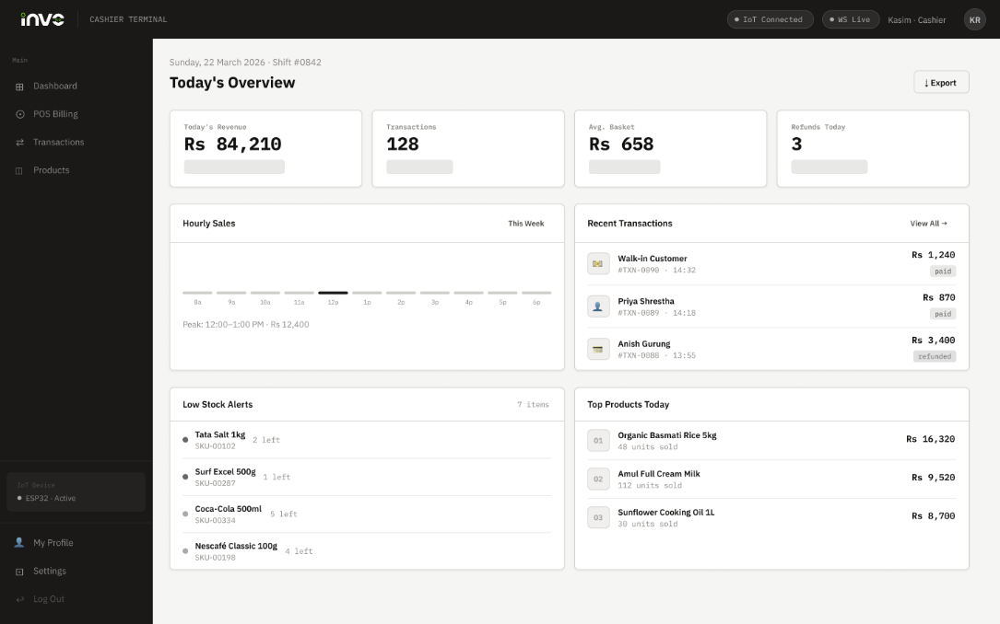 invo
CASHIER TERMINAL
IoT Connected
WS Live
Kasim · Cashier
KR
Main
Dashboard
POS Billing
Transactions
Products
IoT Device
ESP32 · Active
My Profile
Settings
Log Out
Sunday, 22 March 2026 · Shift #0842
Today's Overview
↓ Export
Today's Revenue
Rs 84,210
Transactions
128
Avg. Basket
Rs 658
Refunds Today
3
Hourly Sales
This Week
8a 9a 10a 11a 12p 1p 2p 3p 4p 5p 6p
Peak: 12:00–1:00 PM · Rs 12,400
Recent Transactions
View All →
Walk-in Customer
#TXN-0090 · 14:32
Rs 1,240
paid
Priya Shrestha
#TXN-0089 · 14:18
Rs 870
paid
Anish Gurung
#TXN-0088 · 13:55
Rs 3,400
refunded
Low Stock Alerts
7 items
Tata Salt 1kg
SKU-00102
2 left
Surf Excel 500g
SKU-00287
1 left
Coca-Cola 500ml
SKU-00334
5 left
Nescafé Classic 100g
SKU-00198
4 left
Top Products Today
01
Organic Basmati Rice 5kg
48 units sold
Rs 16,320
02
Amul Full Cream Milk
112 units sold
Rs 9,520
03
Sunflower Cooking Oil 1L
30 units sold
Rs 8,700